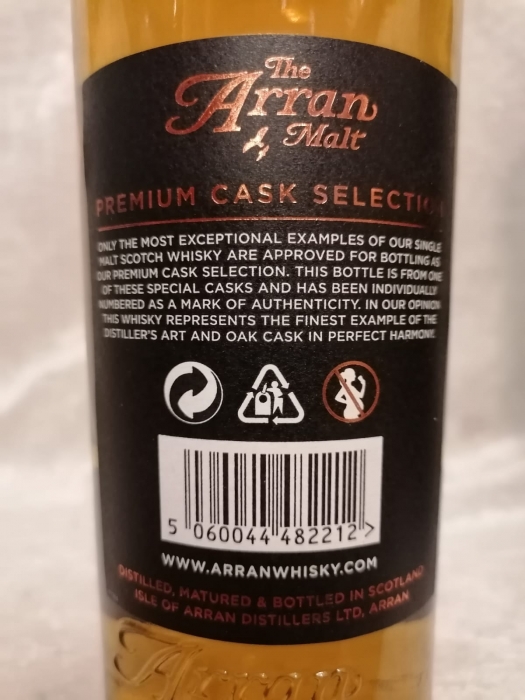 The
Arran
Malt
PREMIUM CASK SELECTION
ONLY THE MOST EXCEPTIONAL EXAMPLES OF OUR SINGLE
MALT SCOTCH WHISKY ARE APPROVED FOR BOTTLING AS
OUR PREMIUM CASK SELECTION. THIS BOTTLE IS FROM ONE
OF THESE SPECIAL CASKS AND HAS BEEN INDIVIDUALLY
NUMBERED AS A MARK OF AUTHENTICITY. IN OUR OPINION
THIS WHISKY REPRESENTS THE FINEST EXAMPLE OF THE
DISTILLER'S ART AND OAK CASK IN PERFECT HARMONY.
5 060044 482212 >
WWW.ARRANWHISKY.COM
DISTILLED, MATURED & BOTTLED IN SCOTLAND
ISLE OF ARRAN DISTILLERS LTD, ARRAN
Arran